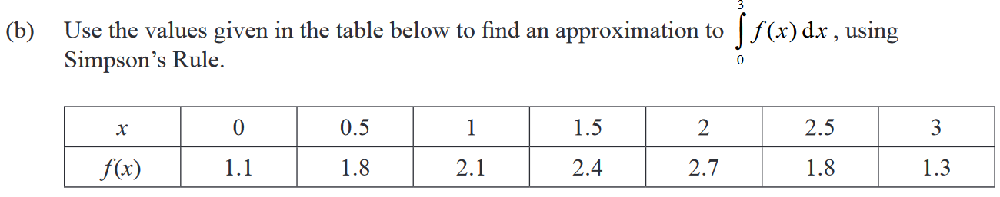 (b) Use the values given in the table below to find an approximation to ∫₀³ f(x) dx , using
Simpson’s Rule.
x 0 0.5 1 1.5 2 2.5 3
f(x) 1.1 1.8 2.1 2.4 2.7 1.8 1.3